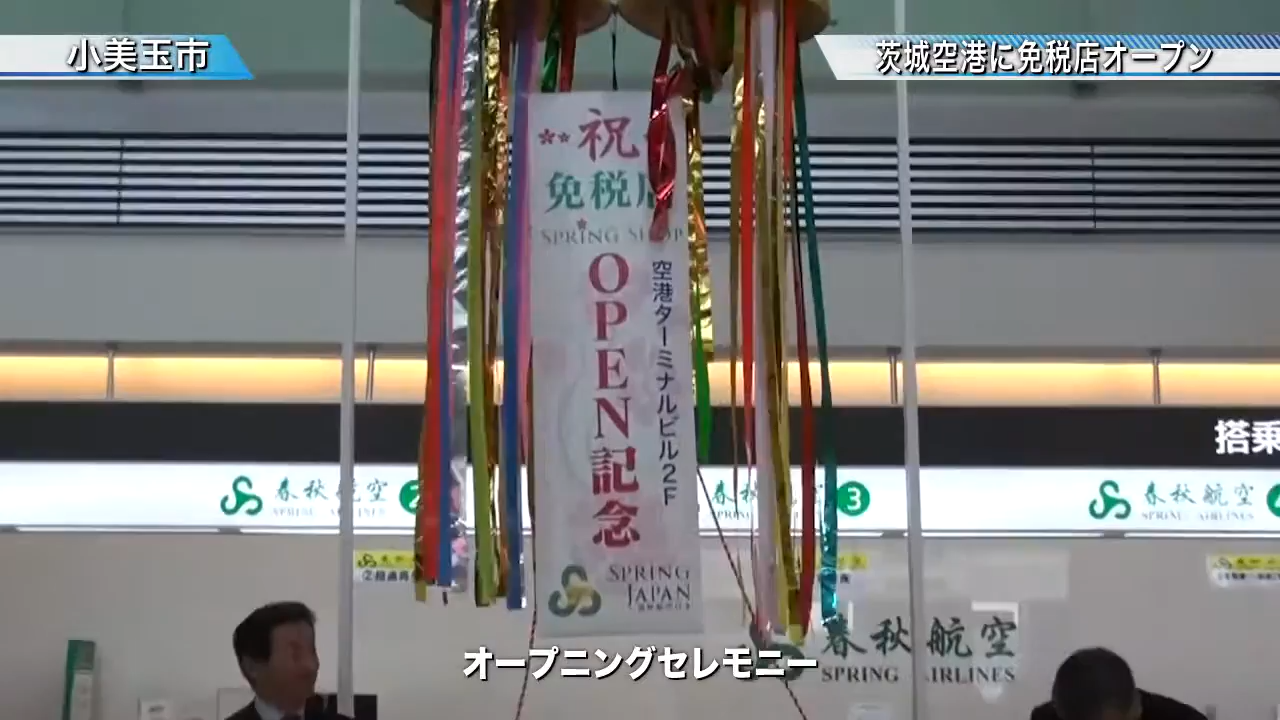 小美玉市
茨城空港に免税店オープン
祝
免税店
SPRING SHOP
OPEN記念
空港ターミナルビル2F
SPRING
JAPAN
搭乗
春秋航空 2
SPRING AIRLINES
春秋航空 3
春秋航空
SPRING AIRLINES
春秋航空
SPRING AIRLINES
オープニングセレモニー